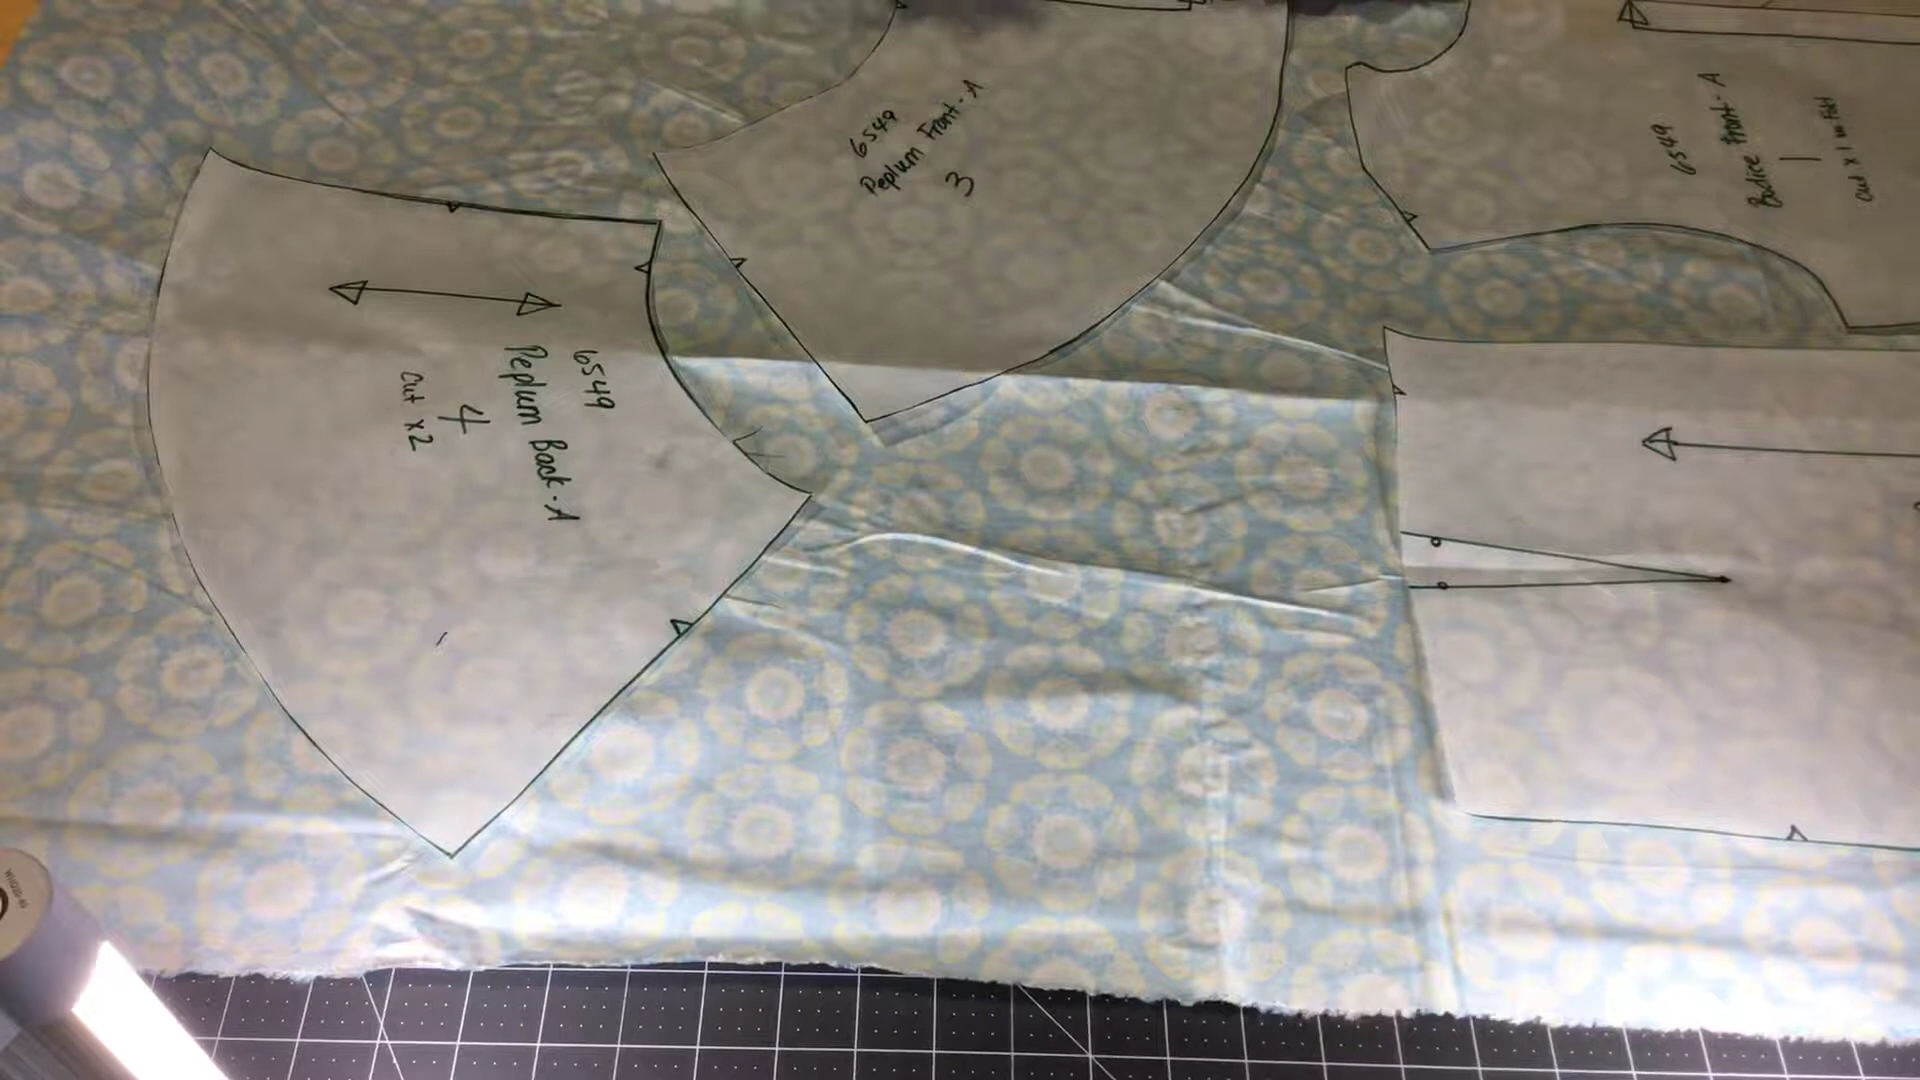 6549
Peplum Back - A
4
cut x2
6549
Peplum Front - A
3
6549
Bodice Front - A
1
cut x 1 on fold